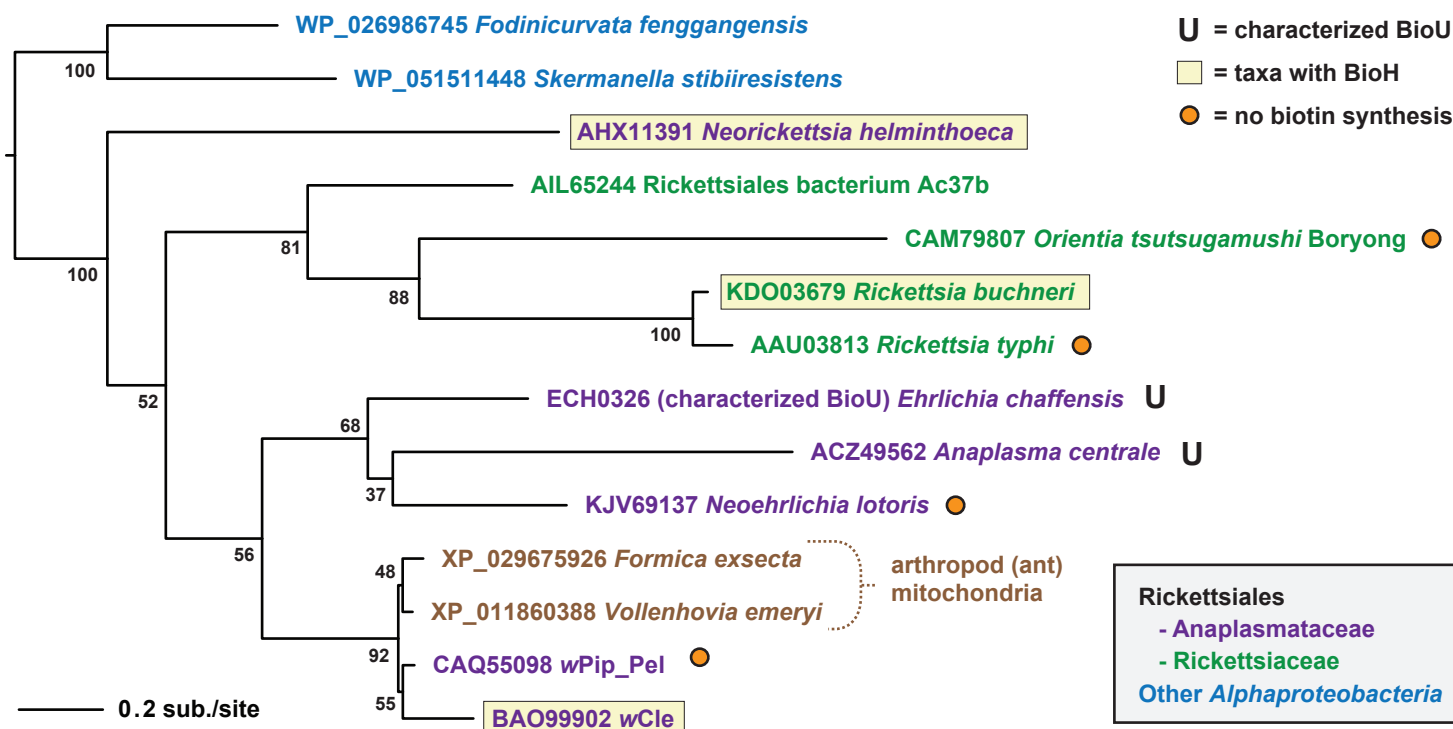 WP_026986745 Fodinicurvata fenggangensis
100
WP_051511448 Skermanella stibiiresistens
U = characterized BioU
= taxa with BioH
= no biotin synthesis
AHX11391 Neorickettsia helminthoeca
AIL65244 Rickettsiales bacterium Ac37b
81
100
CAM79807 Orientia tsutsugamushi Boryong
88
KDO03679 Rickettsia buchneri
100
AAU03813 Rickettsia typhi
52
ECH0326 (characterized BioU) Ehrlichia chaffensis U
68
ACZ49562 Anaplasma centrale U
37
KJV69137 Neoehrlichia lotoris
56
XP_029675926 Formica exsecta
48
XP_011860388 Vollenhovia emeryi
arthropod (ant)
mitochondria
92
CAQ55098 wPip_Pel
55
BAO99902 wCle
0.2 sub./site
Rickettsiales
- Anaplasmataceae
- Rickettsiaceae
Other Alphaproteobacteria